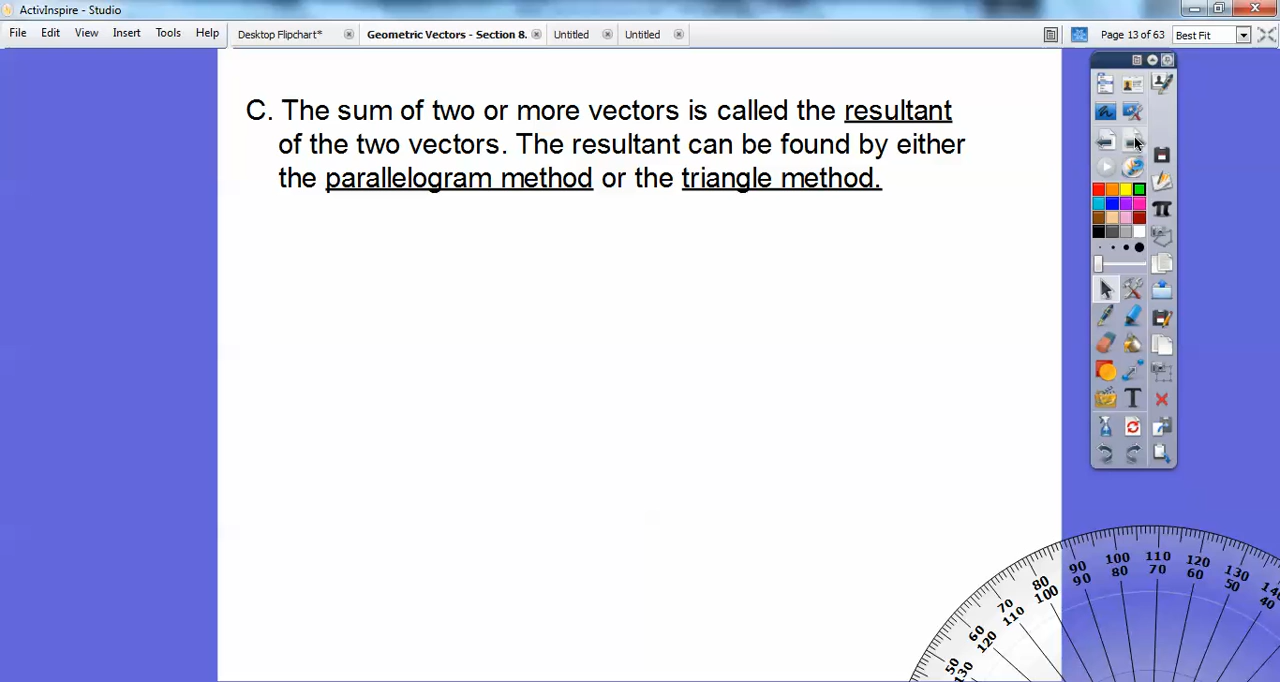 ActivInspire - Studio
File Edit View Insert Tools Help
Desktop Flipchart* Geometric Vectors - Section 8. Untitled Untitled
Page 13 of 63 Best Fit
C. The sum of two or more vectors is called the resultant
of the two vectors. The resultant can be found by either
the parallelogram method or the triangle method.
50 60 70 80 90 100 110 120 130 14
130 120 110 100 90 80 70 60 50 40